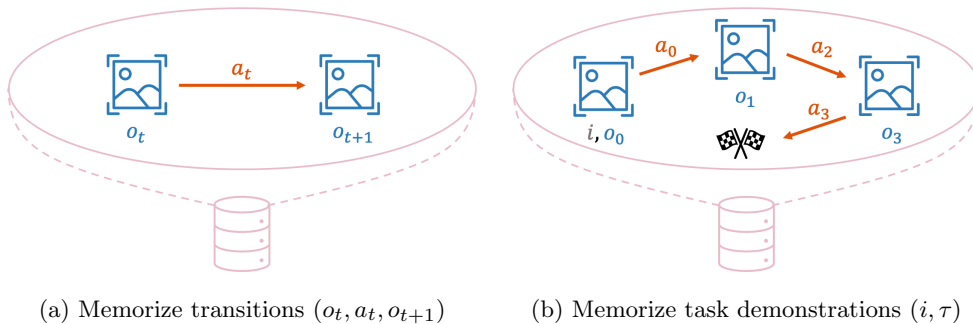 a_t
o_t
o_{t+1}
a_0
a_2
o_1
a_3
i, o_0
o_3
(a) Memorize transitions (o_t, a_t, o_{t+1})
(b) Memorize task demonstrations (i, τ)